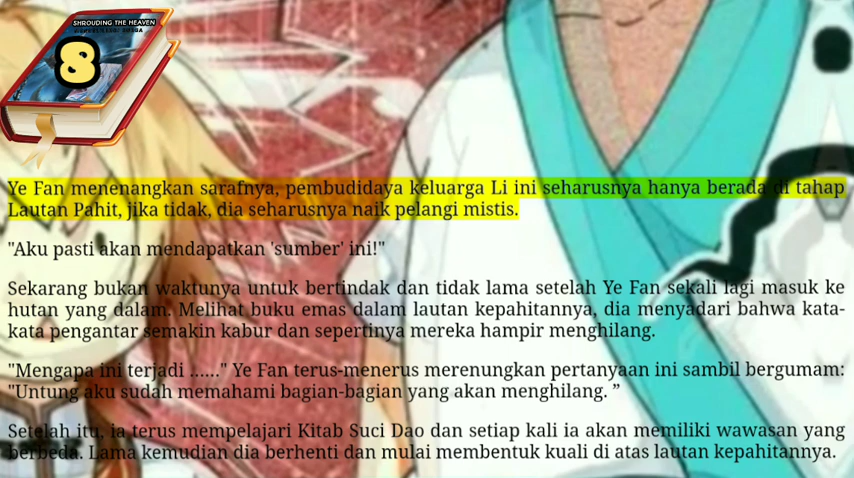 SHROUDING THE HEAVEN
8
Ye Fan menenangkan sarafnya, pembudidaya keluarga Li ini seharusnya hanya berada di tahap
Lautan Pahit, jika tidak, dia seharusnya naik pelangi mistis.
"Aku pasti akan mendapatkan 'sumber' ini!"
Sekarang bukan waktunya untuk bertindak dan tidak lama setelah Ye Fan sekali lagi masuk ke
hutan yang dalam. Melihat buku emas dalam lautan kepahitannya, dia menyadari bahwa kata-
kata pengantar semakin kabur dan sepertinya mereka hampir menghilang.
"Mengapa ini terjadi ......" Ye Fan terus-menerus merenungkan pertanyaan ini sambil bergumam:
"Untung aku sudah memahami bagian-bagian yang akan menghilang. ”
Setelah itu, ia terus mempelajari Kitab Suci Dao dan setiap kali ia akan memiliki wawasan yang
berbeda. Lama kemudian dia berhenti dan mulai membentuk kuali di atas lautan kepahitannya.